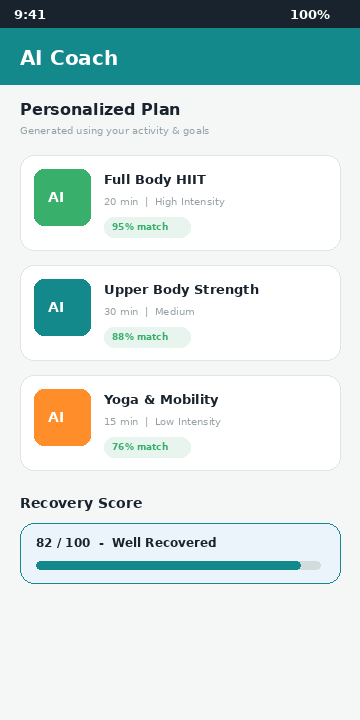 9:41 100%
AI Coach
Personalized Plan
Generated using your activity & goals
AI
Full Body HIIT
20 min | High Intensity
95% match
AI
Upper Body Strength
30 min | Medium
88% match
AI
Yoga & Mobility
15 min | Low Intensity
76% match
Recovery Score
82 / 100 - Well Recovered